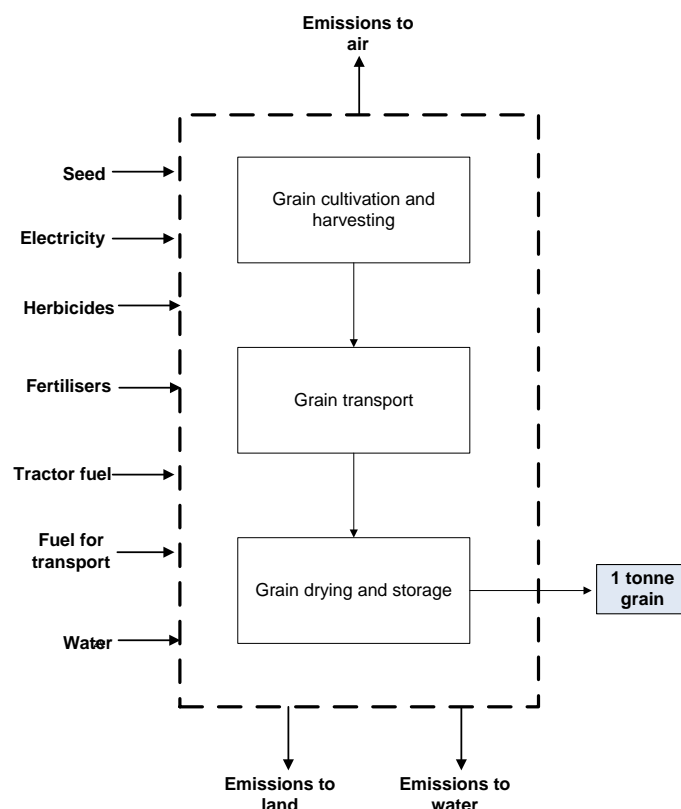 Emissions to
air
Seed
Electricity
Herbicides
Fertilisers
Tractor fuel
Fuel for
transport
Water
Grain cultivation and
harvesting
Grain transport
Grain drying and storage
1 tonne
grain
Emissions to
land
Emissions to
water